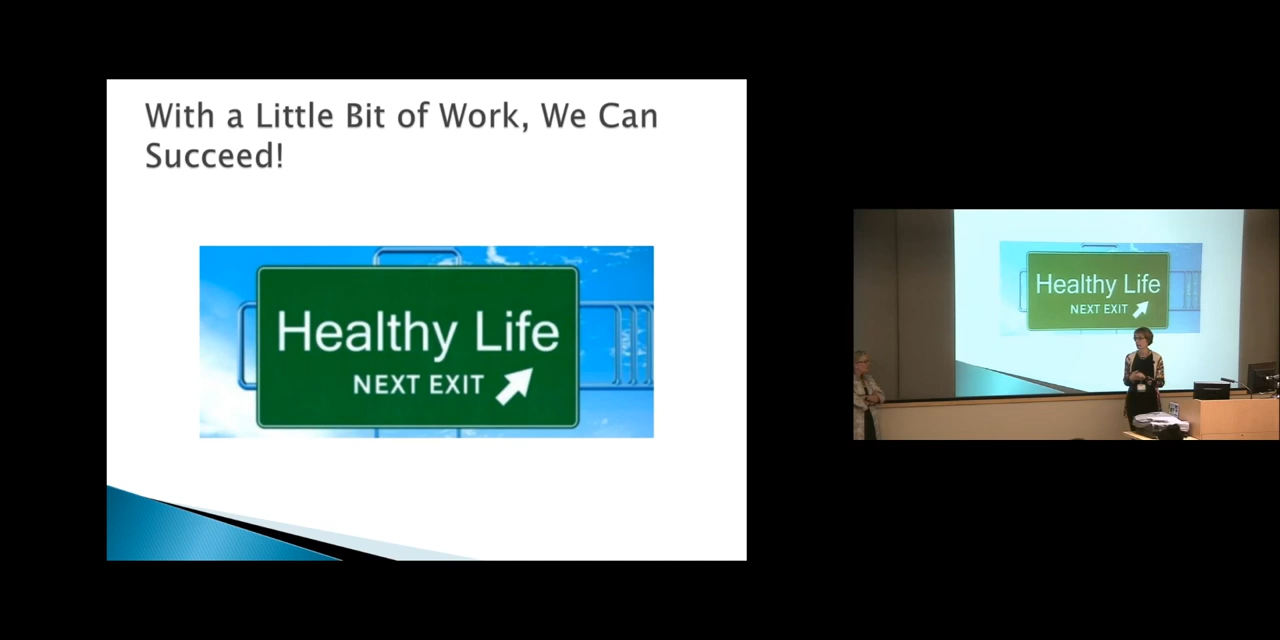 With a Little Bit of Work, We Can
Succeed!
Healthy Life
NEXT EXIT
Healthy Life
NEXT EXIT